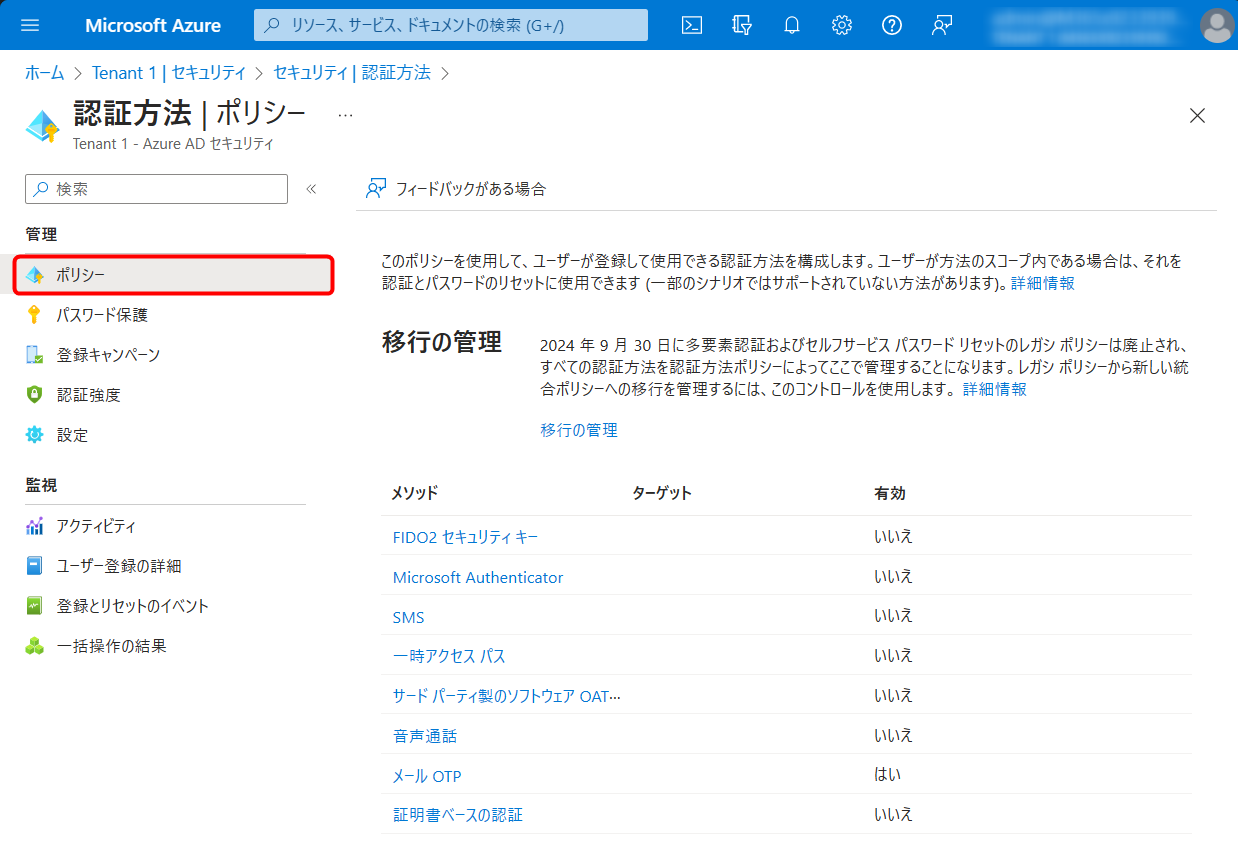 Microsoft Azure
リソース、サービス、ドキュメントの検索 (G+/)
ホーム > Tenant 1 | セキュリティ > セキュリティ | 認証方法 >
認証方法 | ポリシー ...
Tenant 1 - Azure AD セキュリティ
検索
«
フィードバックがある場合
管理
ポリシー
パスワード保護
登録キャンペーン
認証強度
設定
監視
アクティビティ
ユーザー登録の詳細
登録とリセットのイベント
一括操作の結果
このポリシーを使用して、ユーザーが登録して使用できる認証方法を構成します。ユーザーが方法のスコープ内である場合は、それを
認証とパスワードのリセットに使用できます (一部のシナリオではサポートされていない方法があります)。詳細情報
移行の管理
2024 年 9 月 30 日に多要素認証およびセルフサービス パスワード リセットのレガシ ポリシーは廃止され、
すべての認証方法を認証方法ポリシーによってここで管理することになります。レガシ ポリシーから新しい統
合ポリシーへの移行を管理するには、このコントロールを使用します。 詳細情報
移行の管理
メソッド ターゲット 有効
FIDO2 セキュリティ キー いいえ
Microsoft Authenticator いいえ
SMS いいえ
一時アクセス パス いいえ
サード パーティ製のソフトウェア OAT... いいえ
音声通話 いいえ
メール OTP はい
証明書ベースの認証 いいえ